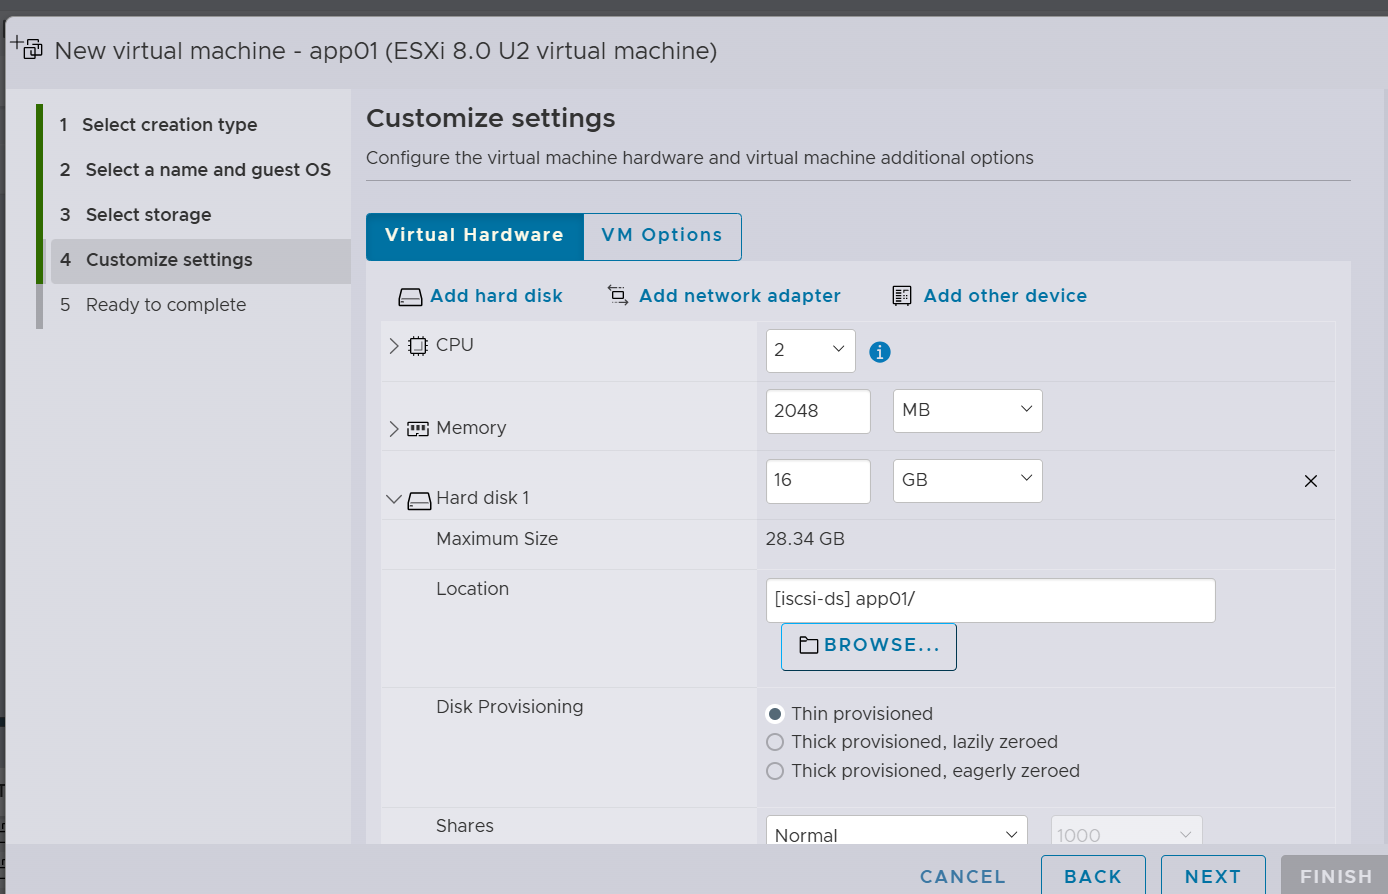 New virtual machine - app01 (ESXi 8.0 U2 virtual machine)
1 Select creation type
2 Select a name and guest OS
3 Select storage
4 Customize settings
5 Ready to complete
Customize settings
Configure the virtual machine hardware and virtual machine additional options
Virtual Hardware VM Options
Add hard disk Add network adapter Add other device
CPU 2
Memory 2048 MB
Hard disk 1 16 GB
Maximum Size 28.34 GB
Location [iscsi-ds] app01/
BROWSE...
Disk Provisioning Thin provisioned
Thick provisioned, lazily zeroed
Thick provisioned, eagerly zeroed
Shares Normal 1000
CANCEL BACK NEXT FINISH